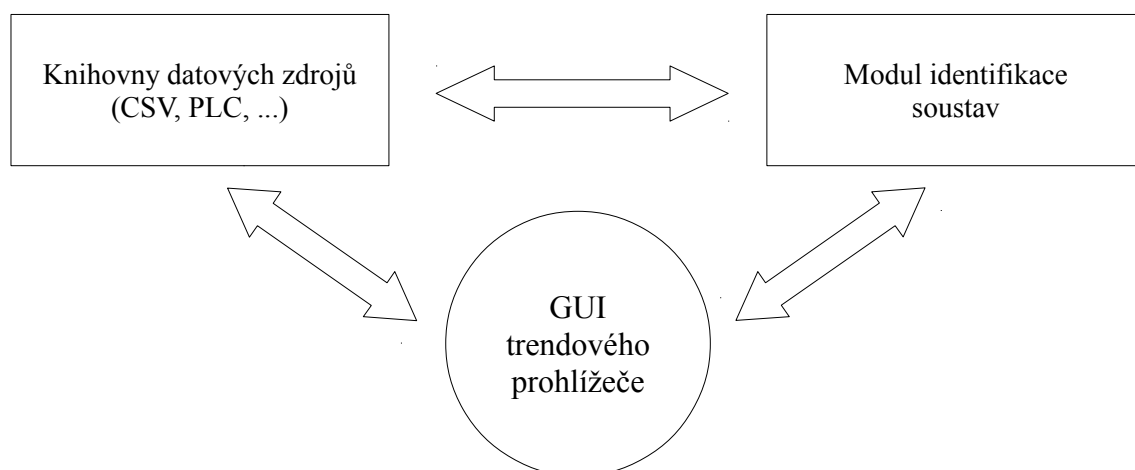 Knihovny datových zdrojů
(CSV, PLC, ...)
Modul identifikace
soustav
GUI
trendového
prohlížeče